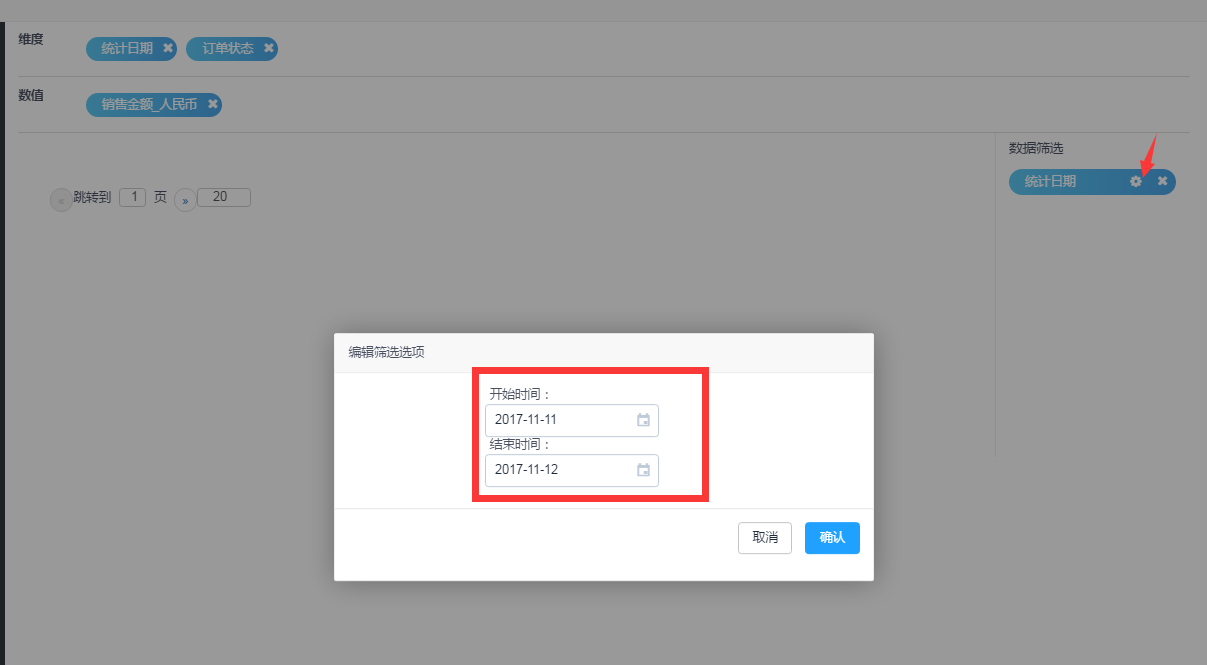 维度
统计日期 ✖ 订单状态 ✖
数值
销售金额_人民币 ✖
数据筛选
统计日期 ✖
« 跳转到 1 页 » 20
编辑筛选选项
开始时间：
2017-11-11
结束时间：
2017-11-12
取消 确认